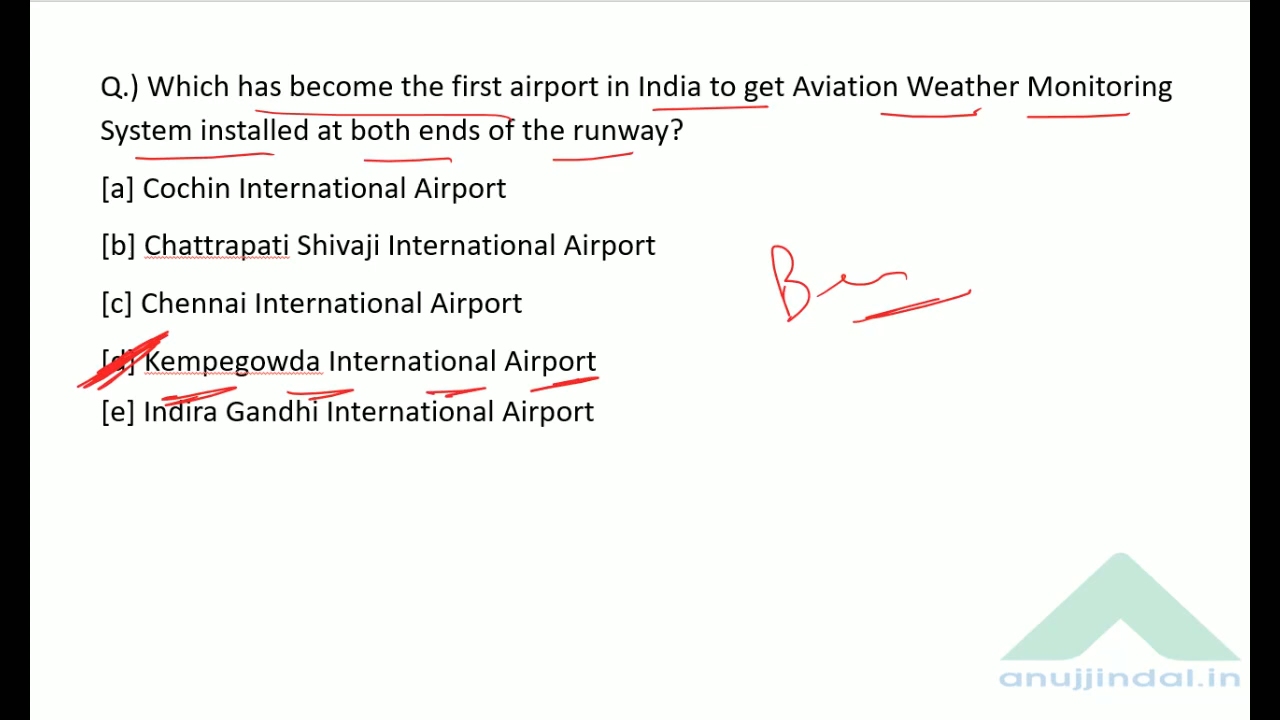 Q.) Which has become the first airport in India to get Aviation Weather Monitoring
System installed at both ends of the runway?
[a] Cochin International Airport
[b] Chattrapati Shivaji International Airport
[c] Chennai International Airport
[d] Kempegowda International Airport
[e] Indira Gandhi International Airport
anujjindal.in